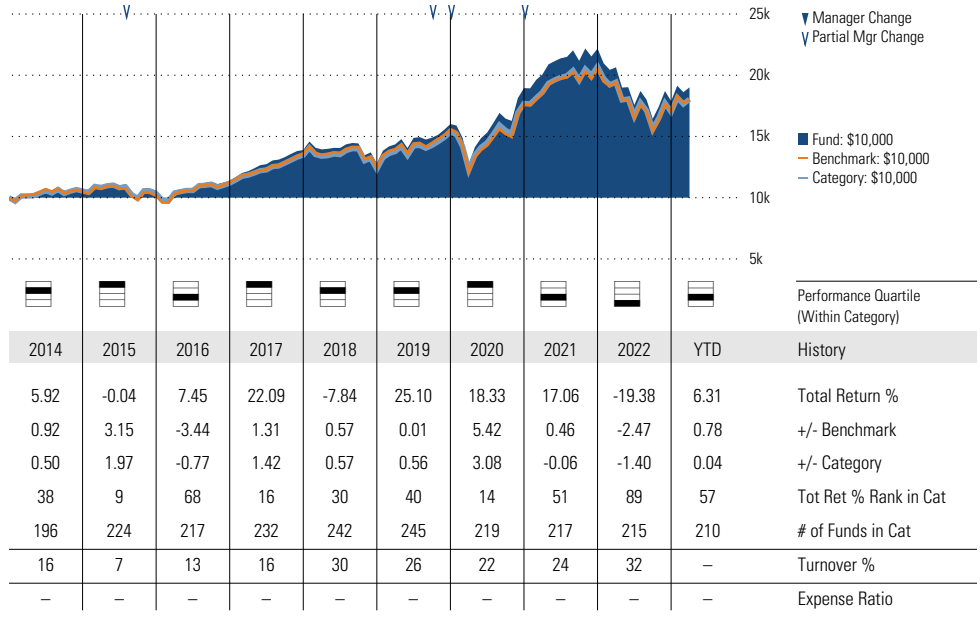 25k
Manager Change
Partial Mgr Change
20k
15k
Fund: $10,000
Benchmark: $10,000
Category: $10,000
10k
5k
Performance Quartile
(Within Category)
2014 2015 2016 2017 2018 2019 2020 2021 2022 YTD History
5.92 -0.04 7.45 22.09 -7.84 25.10 18.33 17.06 -19.38 6.31 Total Return %
0.92 3.15 -3.44 1.31 0.57 0.01 5.42 0.46 -2.47 0.78 +/- Benchmark
0.50 1.97 -0.77 1.42 0.57 0.56 3.08 -0.06 -1.40 0.04 +/- Category
38 9 68 16 30 40 14 51 89 57 Tot Ret % Rank in Cat
196 224 217 232 242 245 219 217 215 210 # of Funds in Cat
16 7 13 16 30 26 22 24 32 – Turnover %
– – – – – – – – – – Expense Ratio